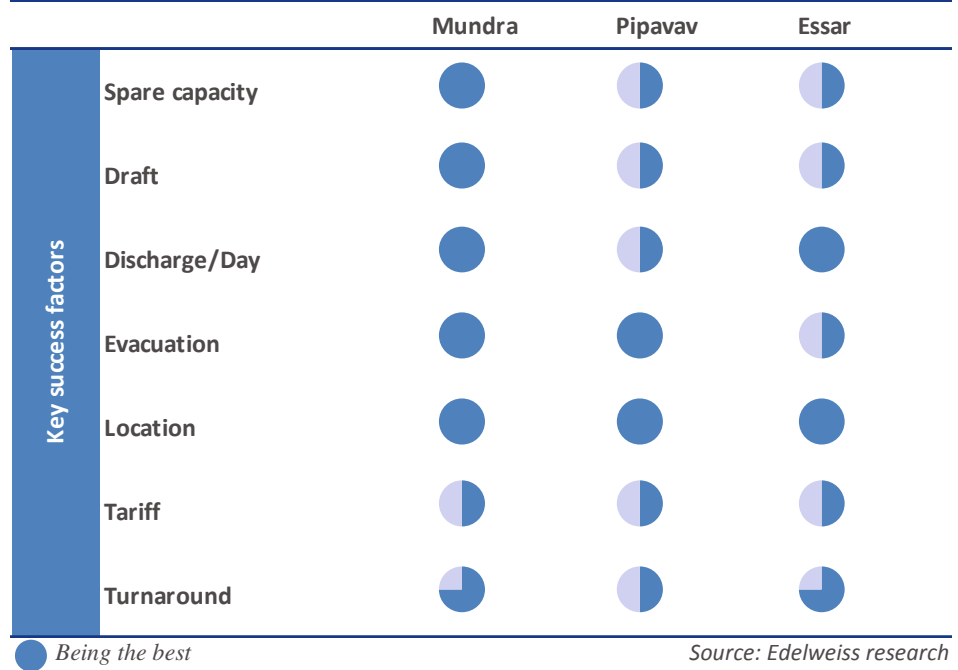 Mundra Pipavav Essar
Key success factors
Spare capacity
Draft
Discharge/Day
Evacuation
Location
Tariff
Turnaround
Being the best
Source: Edelweiss research